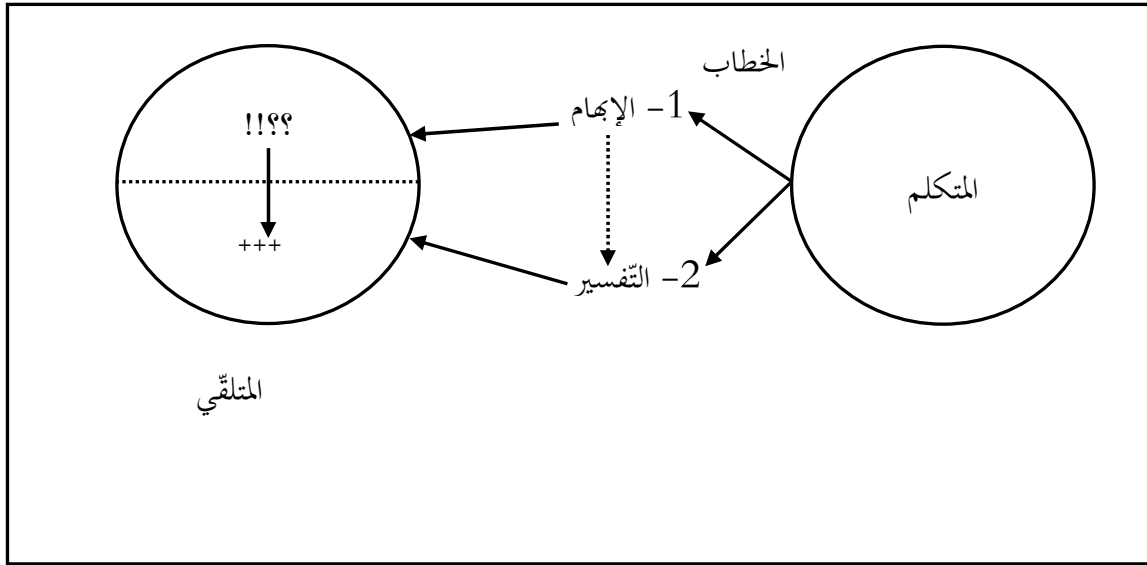 الخطاب
المتكلم
1- الإبهام
2- التّفسير
!!؟؟
+++
المتلقّي